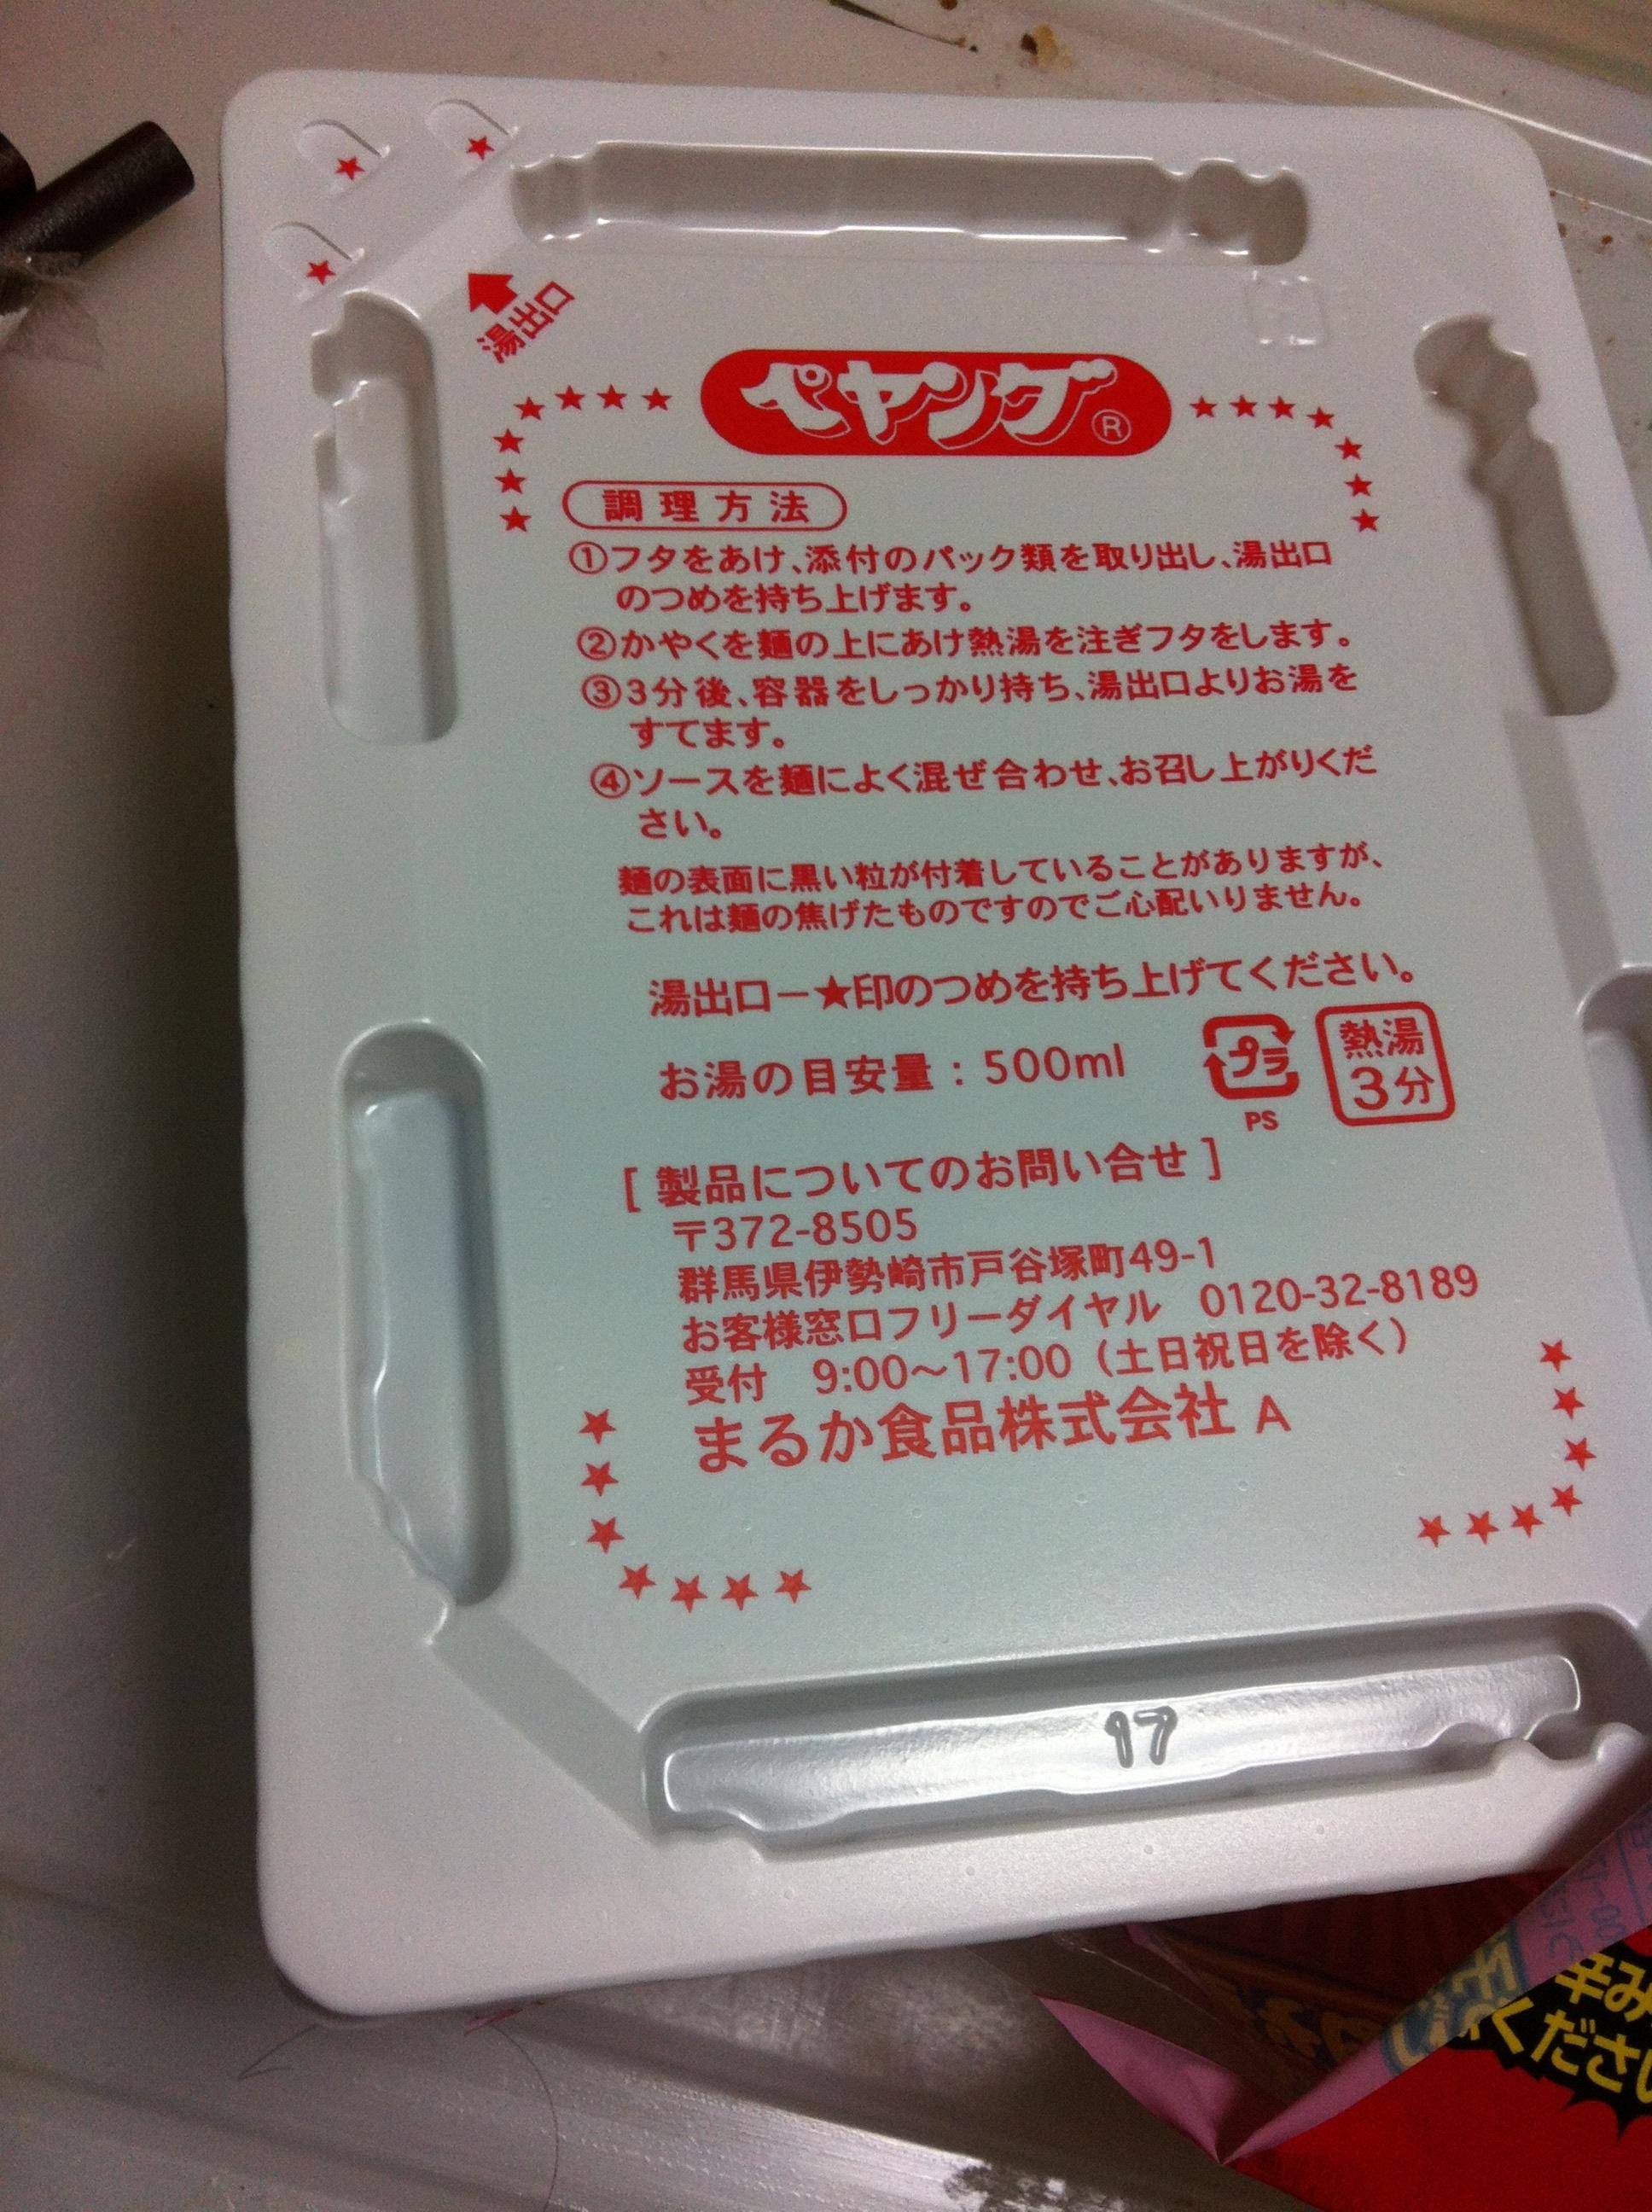 湯出口
ペヤング®
調理方法
①フタをあけ、添付のパック類を取り出し、湯出口
のつめを持ち上げます。
②かやくを麺の上にあけ熱湯を注ぎフタをします。
③3分後、容器をしっかり持ち、湯出口よりお湯を
すてます。
④ソースを麺によく混ぜ合わせ、お召し上がりくだ
さい。
麺の表面に黒い粒が付着していることがありますが、
これは麺の焦げたものですのでご心配いりません。
湯出口ー★印のつめを持ち上げてください。
お湯の目安量：500ml
プラ
PS
熱湯
3分
[ 製品についてのお問い合せ ]
〒372-8505
群馬県伊勢崎市戸谷塚町49-1
お客様窓口フリーダイヤル 0120-32-8189
受付 9:00～17:00（土日祝日を除く）
まるか食品株式会社 A
17
辛み
ください